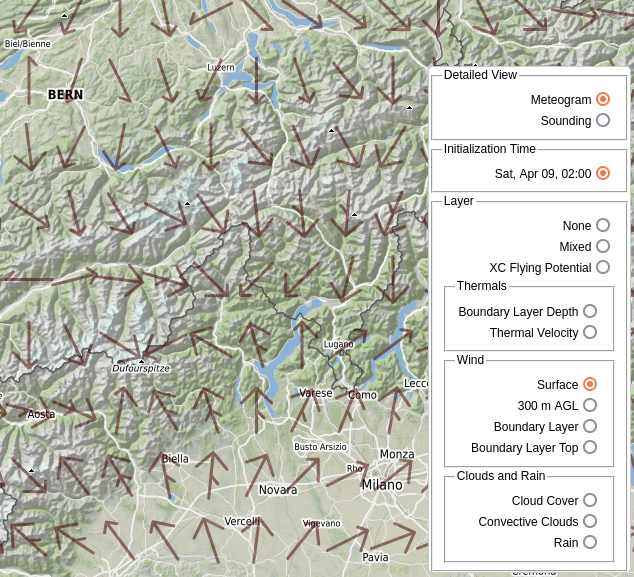 Biel/Bienne
Luzern
BERN
Dufourspitze
Aosta
Lugano
Varese
Como
Lecc
Busto Arsizio
Biella
Monza
Rho
Novara
Milano
Vercelli
Vigevano
Pavia
Detailed View
Meteogram
Sounding
Initialization Time
Sat, Apr 09, 02:00
Layer
None
Mixed
XC Flying Potential
Thermals
Boundary Layer Depth
Thermal Velocity
Wind
Surface
300 m AGL
Boundary Layer
Boundary Layer Top
Clouds and Rain
Cloud Cover
Convective Clouds
Rain